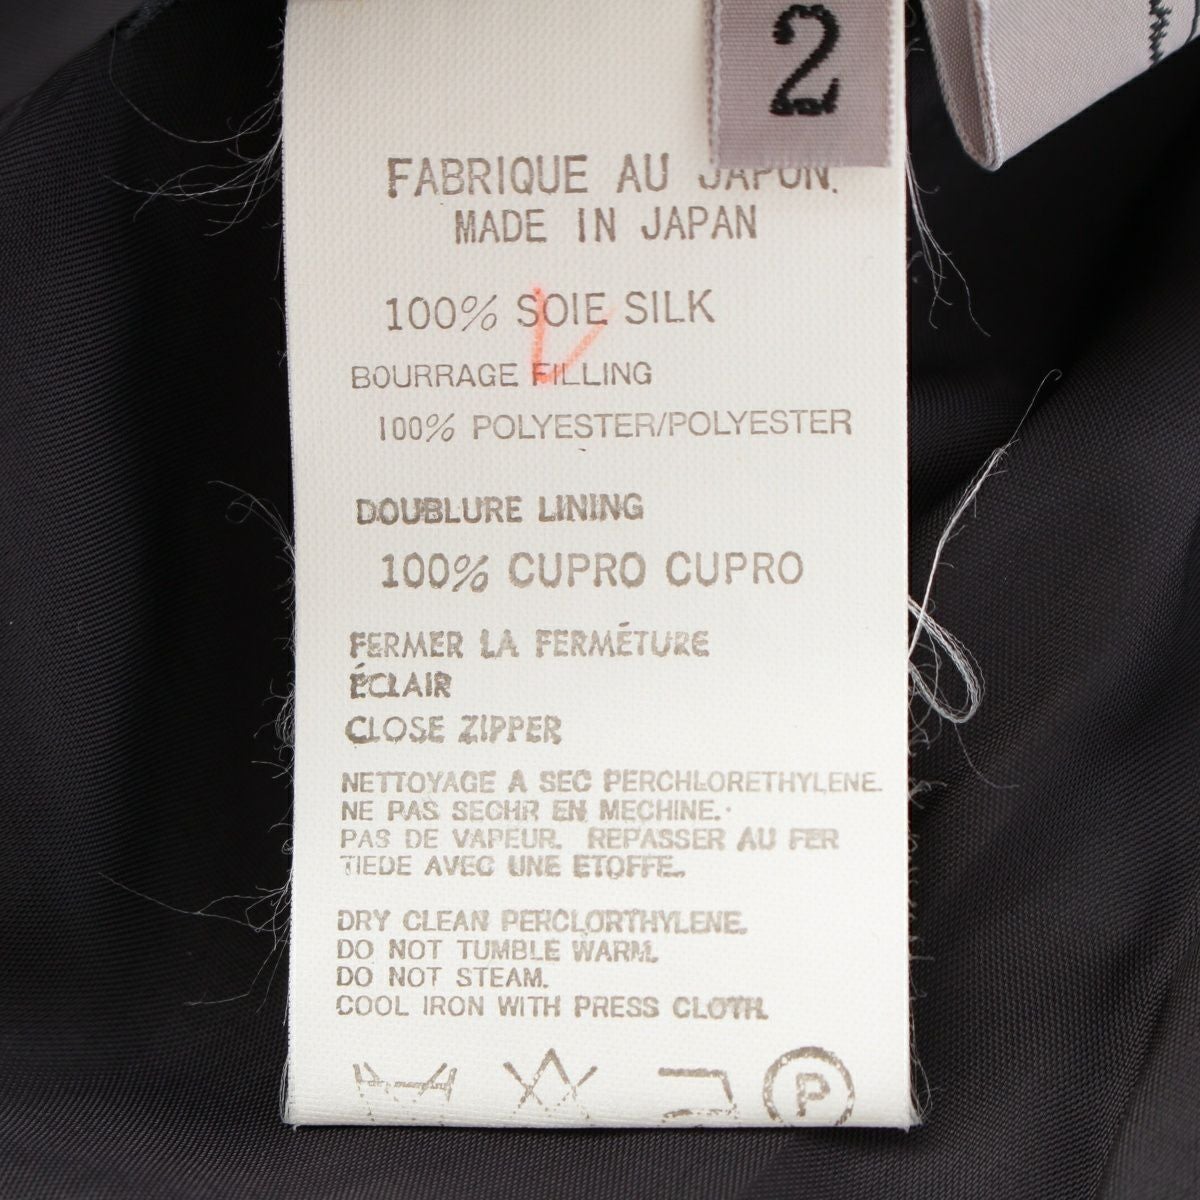 2
FABRIQUE AU JAPON.
MADE IN JAPAN
100% SOIE SILK
BOURRAGE FILLING
100% POLYESTER/POLYESTER
DOUBLURE LINING
100% CUPRO CUPRO
FERMER LA FERMÉTURE
ÉCLAIR
CLOSE ZIPPER
NETTOYAGE A SEC PERCHLORETHYLENE.
NE PAS SECHR EN MECHINE.
PAS DE VAPEUR. REPASSER AU FER
TIEDE AVEC UNE ETOFFE.
DRY CLEAN PERCLORTHYLENE.
DO NOT TUMBLE WARM.
DO NOT STEAM.
COOL IRON WITH PRESS CLOTH.
P